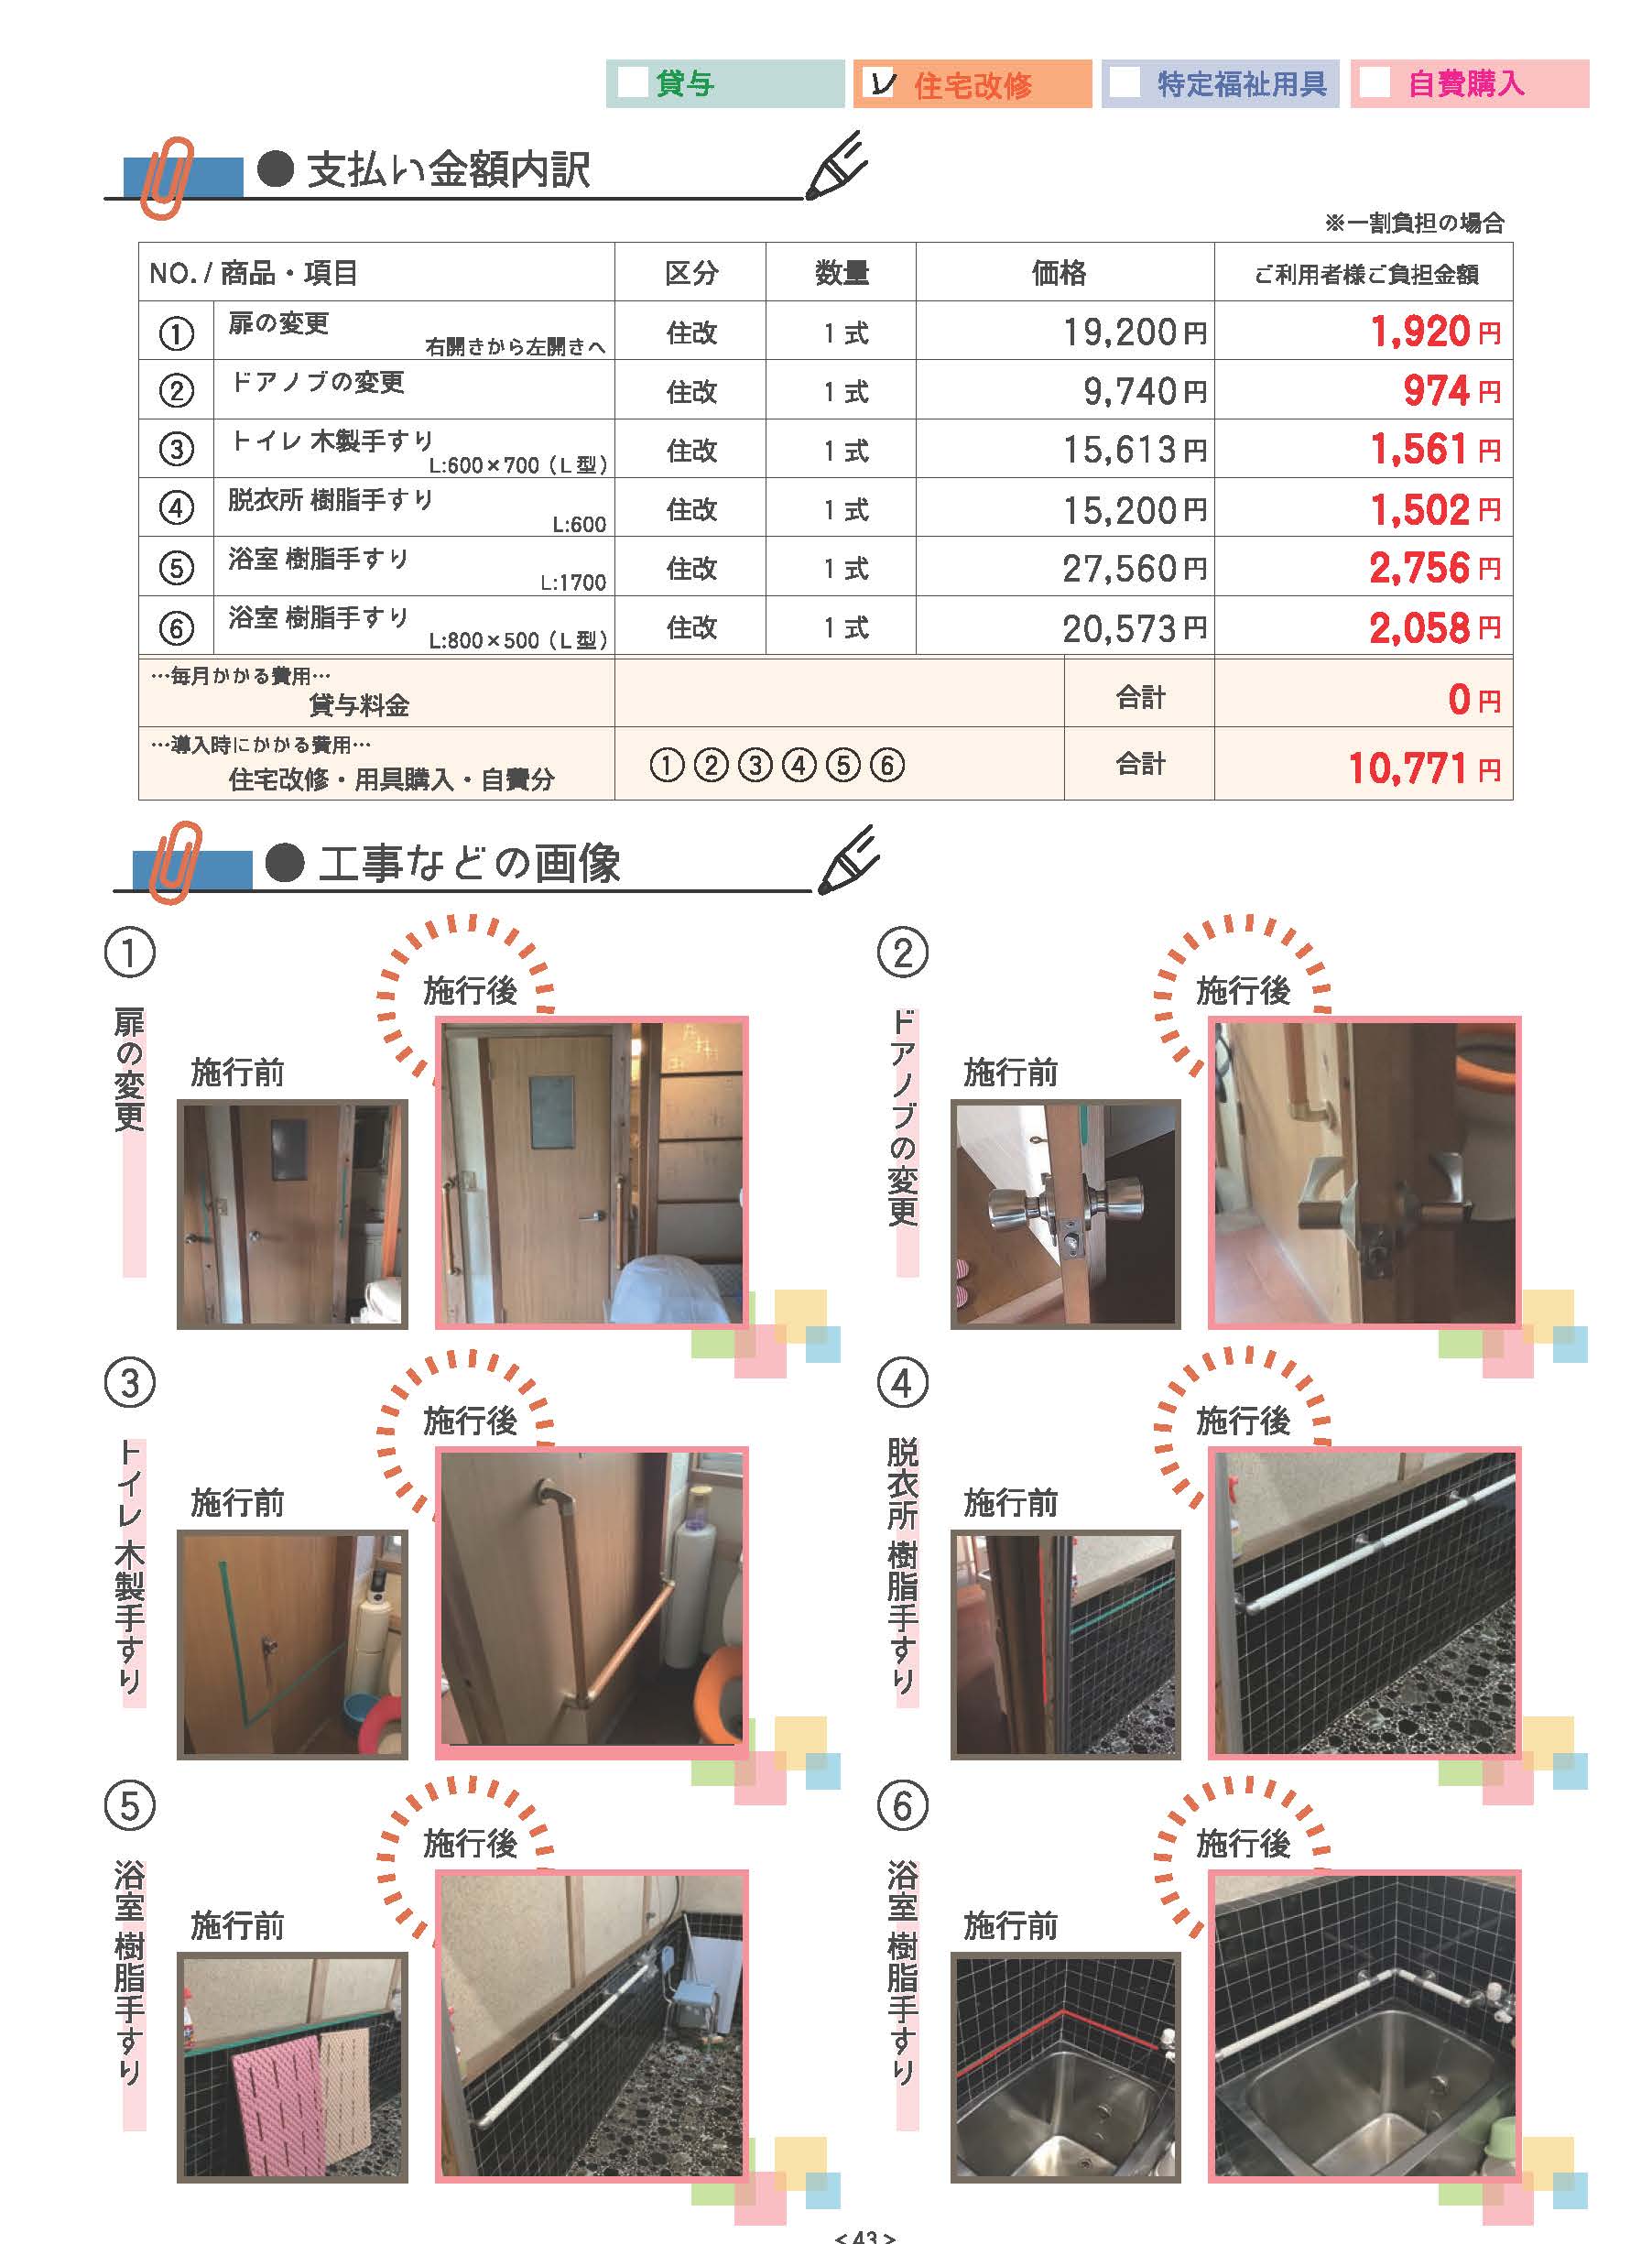 貸与 レ 住宅改修 特定福祉用具 自費購入
● 支払い金額内訳
※一割負担の場合
NO. / 商品・項目 区分 数量 価格 ご利用者様ご負担金額
① 扉の変更 右開きから左開きへ 住改 1 式 19,200円 1,920円
② ドアノブの変更 住改 1 式 9,740円 974円
③ トイレ 木製手すり L:600×700（L 型） 住改 1 式 15,613円 1,561円
④ 脱衣所 樹脂手すり L:600 住改 1 式 15,200円 1,502円
⑤ 浴室 樹脂手すり L:1700 住改 1 式 27,560円 2,756円
⑥ 浴室 樹脂手すり L:800×500（L 型） 住改 1 式 20,573円 2,058円
…毎月かかる費用…
貸与料金 合計 0円
…導入時にかかる費用…
住宅改修・用具購入・自費分 ①②③④⑤⑥ 合計 10,771円
● 工事などの画像
①
扉の変更
施行前
施行後
②
ドアノブの変更
施行前
施行後
③
トイレ 木製手すり
施行前
施行後
④
脱衣所 樹脂手すり
施行前
施行後
⑤
浴室 樹脂手すり
施行前
施行後
⑥
浴室 樹脂手すり
施行前
施行後
＜43＞